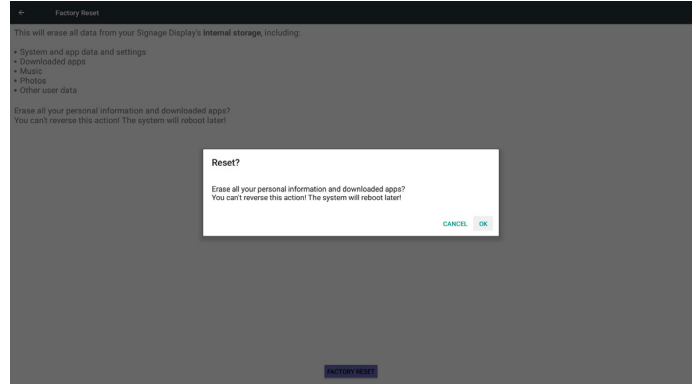 ← Factory Reset
This will erase all data from your Signage Display's internal storage, including:
• System and app data and settings
• Downloaded apps
• Music
• Photos
• Other user data
Erase all your personal information and downloaded apps?
You can't reverse this action! The system will reboot later!
Reset?
Erase all your personal information and downloaded apps?
You can't reverse this action! The system will reboot later!
CANCEL OK
FACTORY RESET